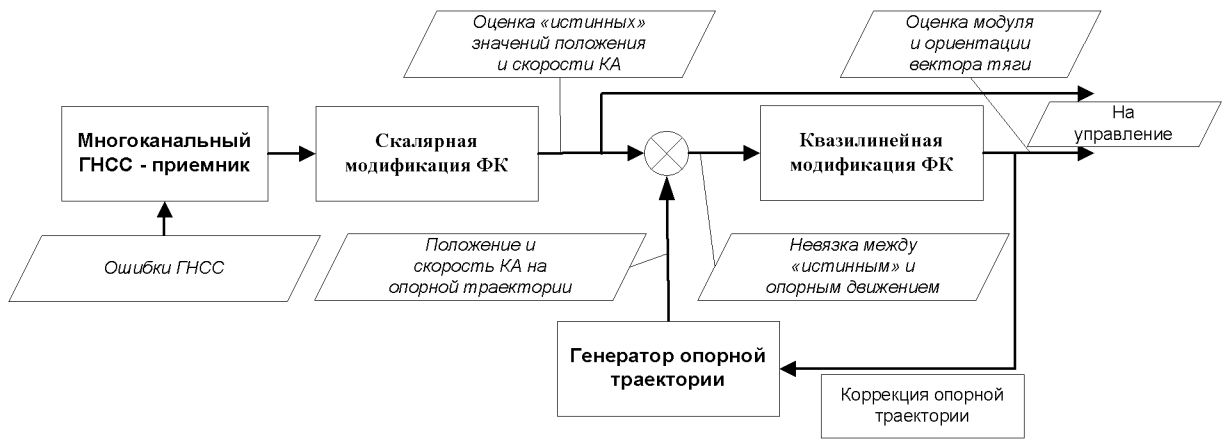 Оценка «истинных»
значений положения
и скорости КА
Оценка модуля
и ориентации
вектора тяги
На
управление
Многоканальный
ГНСС - приемник
Скалярная
модификация ФК
Квазилинейная
модификация ФК
Ошибки ГНСС
Положение и
скорость КА на
опорной траектории
Невязка между
«истинным» и
опорным движением
Генератор опорной
траектории
Коррекция опорной
траектории